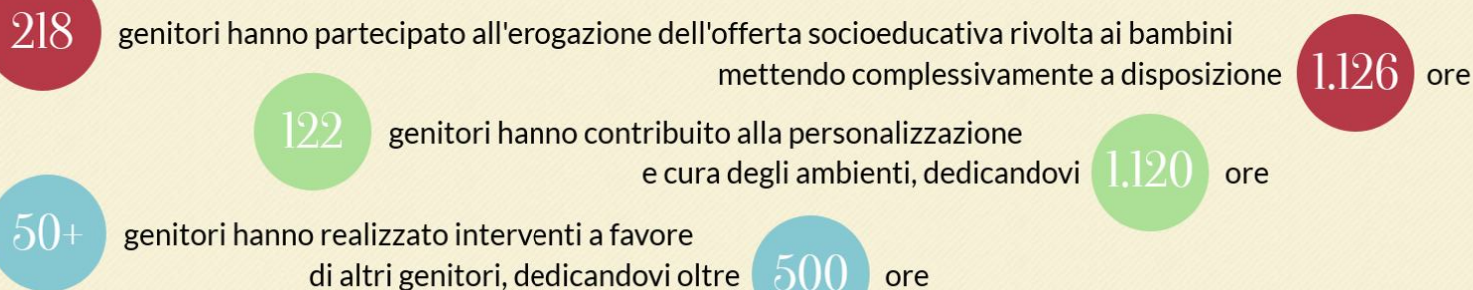 218 genitori hanno partecipato all'erogazione dell'offerta socioeducativa rivolta ai bambini
mettendo complessivamente a disposizione 1.126 ore
122 genitori hanno contribuito alla personalizzazione
e cura degli ambienti, dedicandovi 1.120 ore
50+ genitori hanno realizzato interventi a favore
di altri genitori, dedicandovi oltre 500 ore